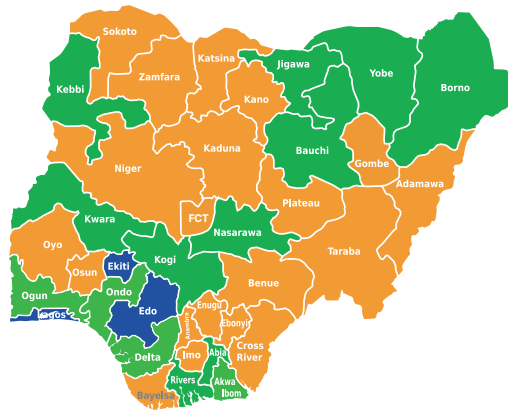 Sokoto
Katsina
Jigawa
Zamfara
Yobe
Kebbi
Borno
Kano
Kaduna
Bauchi
Gombe
Niger
Adamawa
Plateau
FCT
Kwara
Nasarawa
Oyo
Taraba
Kogi
Ekiti
Osun
Benue
Ondo
Ogun
Enugu
Edo
Lagos
Ebonyi
Anambra
Cross
River
Abia
Imo
Delta
Rivers
Akwa
Ibom
Bayelsa